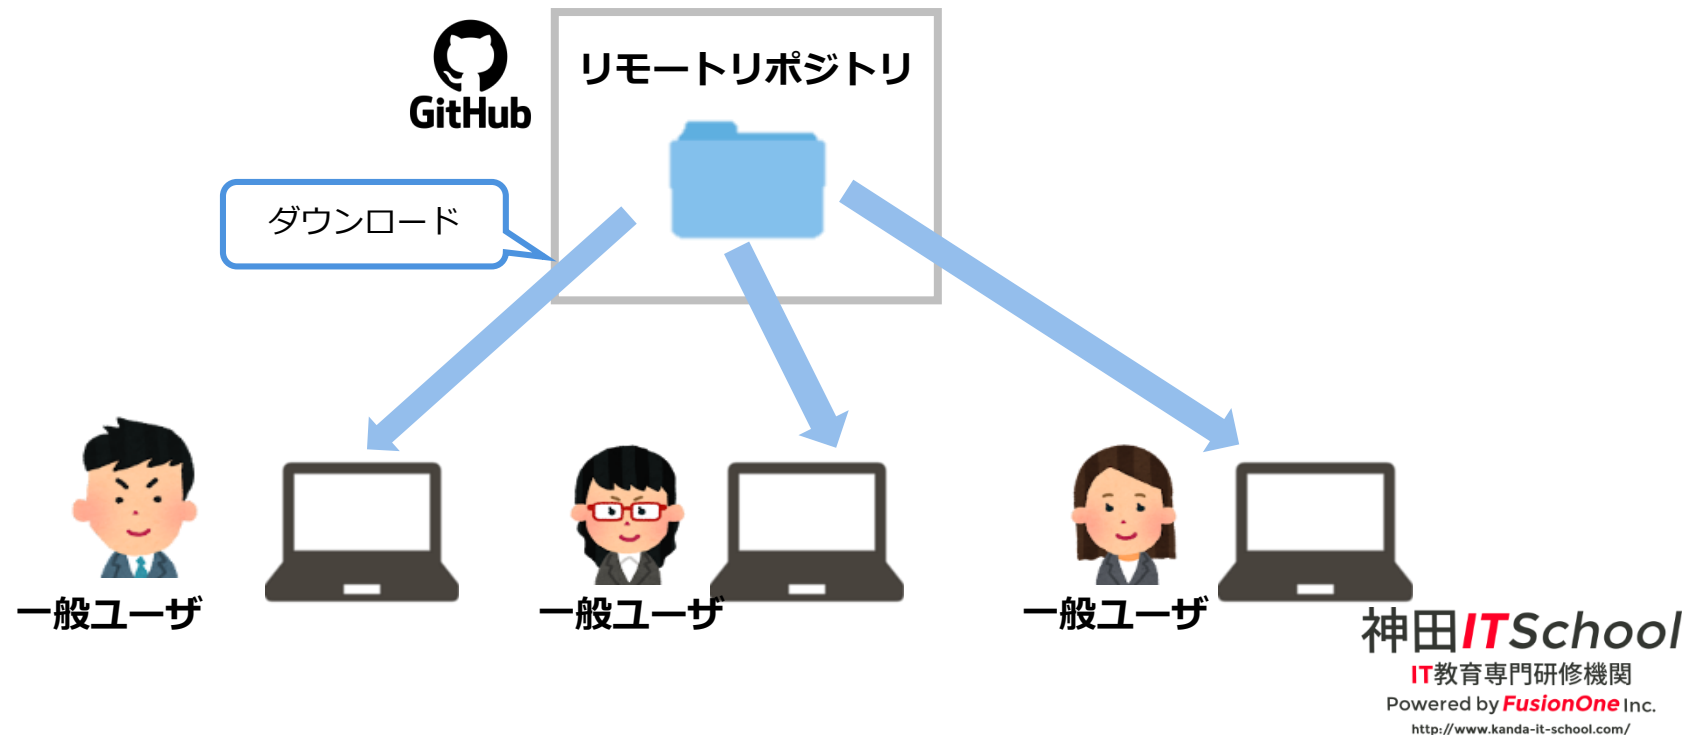 GitHub
リモートリポジトリ
ダウンロード
一般ユーザ
一般ユーザ
一般ユーザ
神田ITSchool
IT教育専門研修機関
Powered by FusionOne Inc.
http://www.kanda-it-school.com/